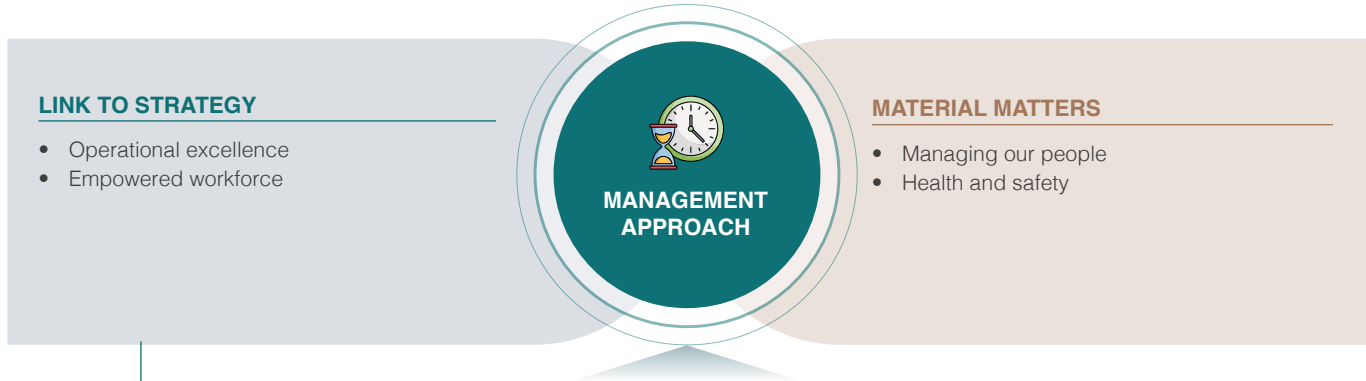 LINK TO STRATEGY
• Operational excellence
• Empowered workforce
MANAGEMENT
APPROACH
MATERIAL MATTERS
• Managing our people
• Health and safety